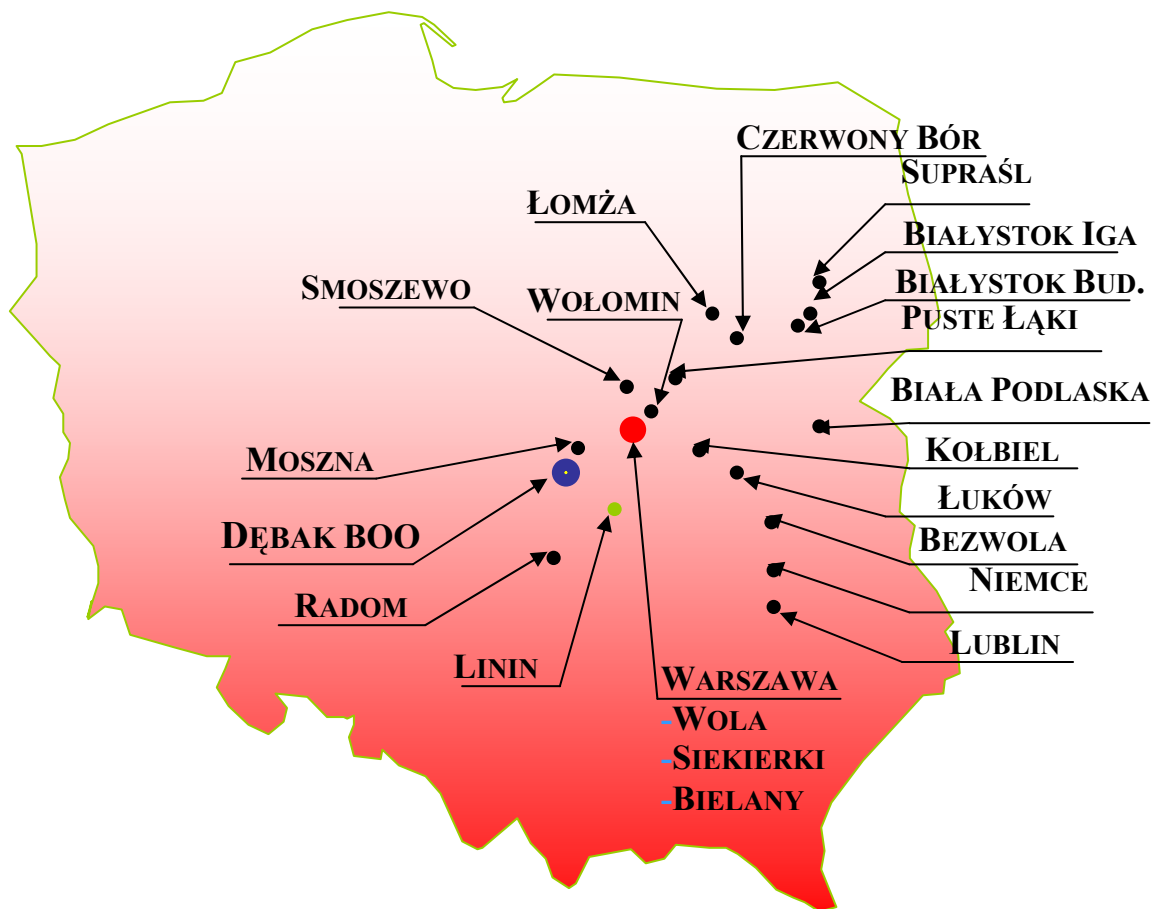 CZERWONY BÓR
SUPRAŚL
ŁOMŻA
BIAŁYSTOK IGA
SMOSZEWO
WOŁOMIN
BIAŁYSTOK BUD.
PUSTE ŁĄKI
BIAŁA PODLASKA
MOSZNA
KOŁBIEL
ŁUKÓW
DĘBAK BOO
BEZWOLA
NIEMCE
RADOM
LUBLIN
LININ
WARSZAWA
-WOLA
-SIEKIERKI
-BIELANY